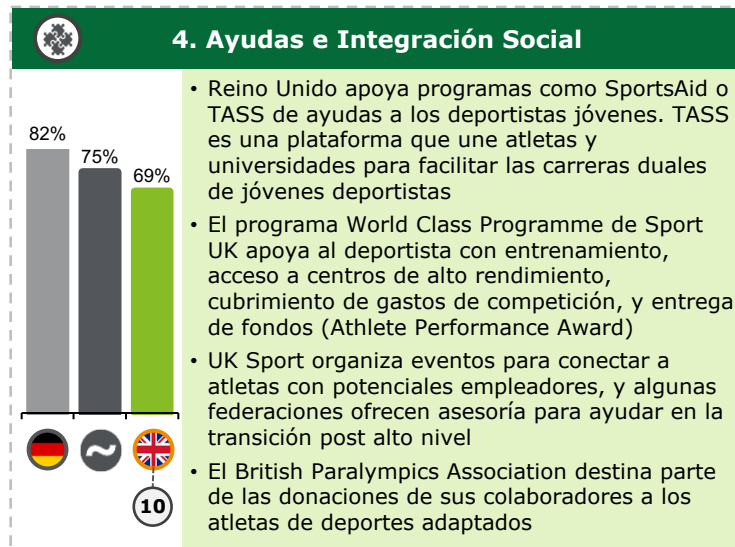 4. Ayudas e Integración Social
82%
75%
69%
10
• Reino Unido apoya programas como SportsAid o
TASS de ayudas a los deportistas jóvenes. TASS
es una plataforma que une atletas y
universidades para facilitar las carreras duales
de jóvenes deportistas
• El programa World Class Programme de Sport
UK apoya al deportista con entrenamiento,
acceso a centros de alto rendimiento,
cubrimiento de gastos de competición, y entrega
de fondos (Athlete Performance Award)
• UK Sport organiza eventos para conectar a
atletas con potenciales empleadores, y algunas
federaciones ofrecen asesoría para ayudar en la
transición post alto nivel
• El British Paralympics Association destina parte
de las donaciones de sus colaboradores a los
atletas de deportes adaptados